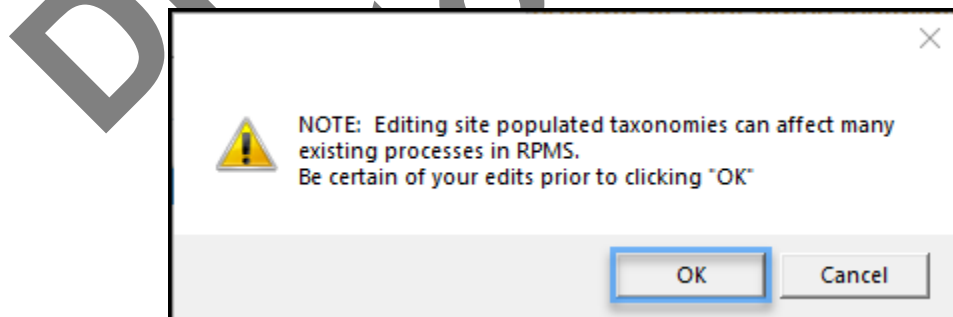 NOTE:  Editing site populated taxonomies can affect many
existing processes in RPMS.
Be certain of your edits prior to clicking "OK"
OK
Cancel